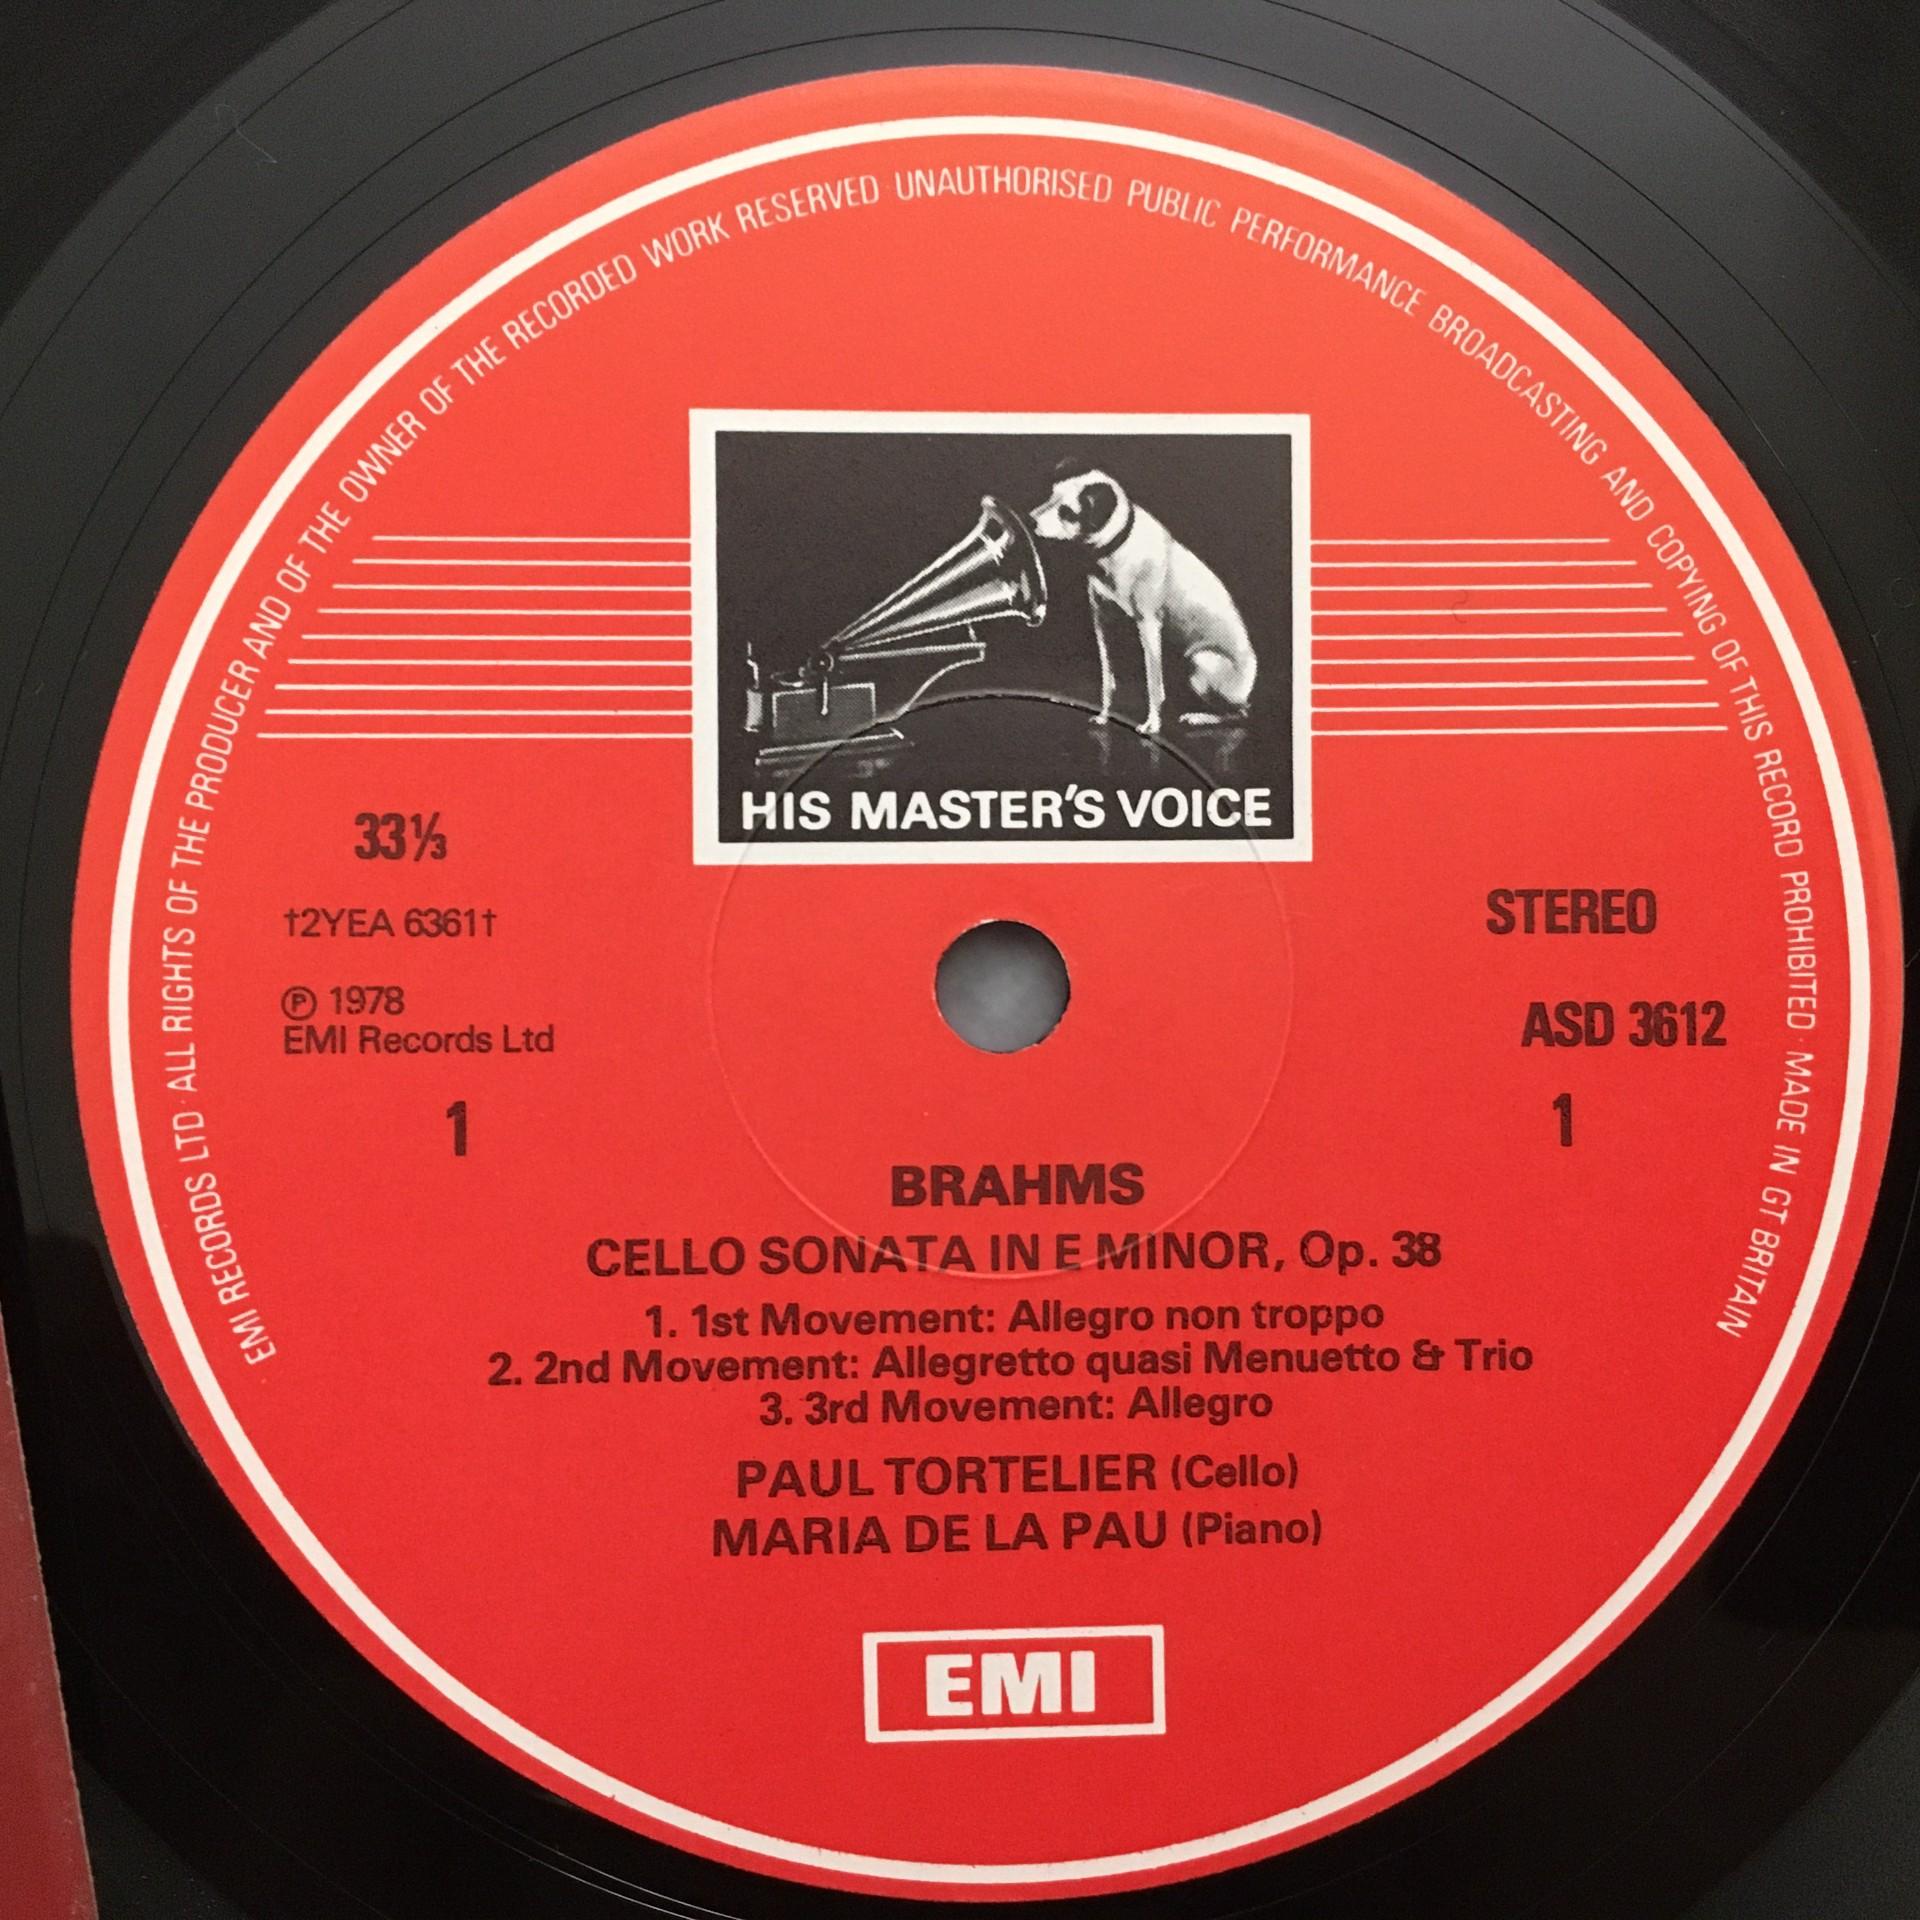 EMI RECORDS LTD · ALL RIGHTS OF THE PRODUCER AND OF THE OWNER OF THE RECORDED WORK RESERVED UNAUTHORISED PUBLIC PERFORMANCE BROADCASTING AND COPYING OF THIS RECORD PROHIBITED · MADE IN GT BRITAIN
HIS MASTER'S VOICE
33⅓
†2YEA 6361†
STEREO
℗ 1978
EMI Records Ltd
ASD 3612
1
1
BRAHMS
CELLO SONATA IN E MINOR, Op. 38
1. 1st Movement: Allegro non troppo
2. 2nd Movement: Allegretto quasi Menuetto & Trio
3. 3rd Movement: Allegro
PAUL TORTELIER (Cello)
MARIA DE LA PAU (Piano)
EMI